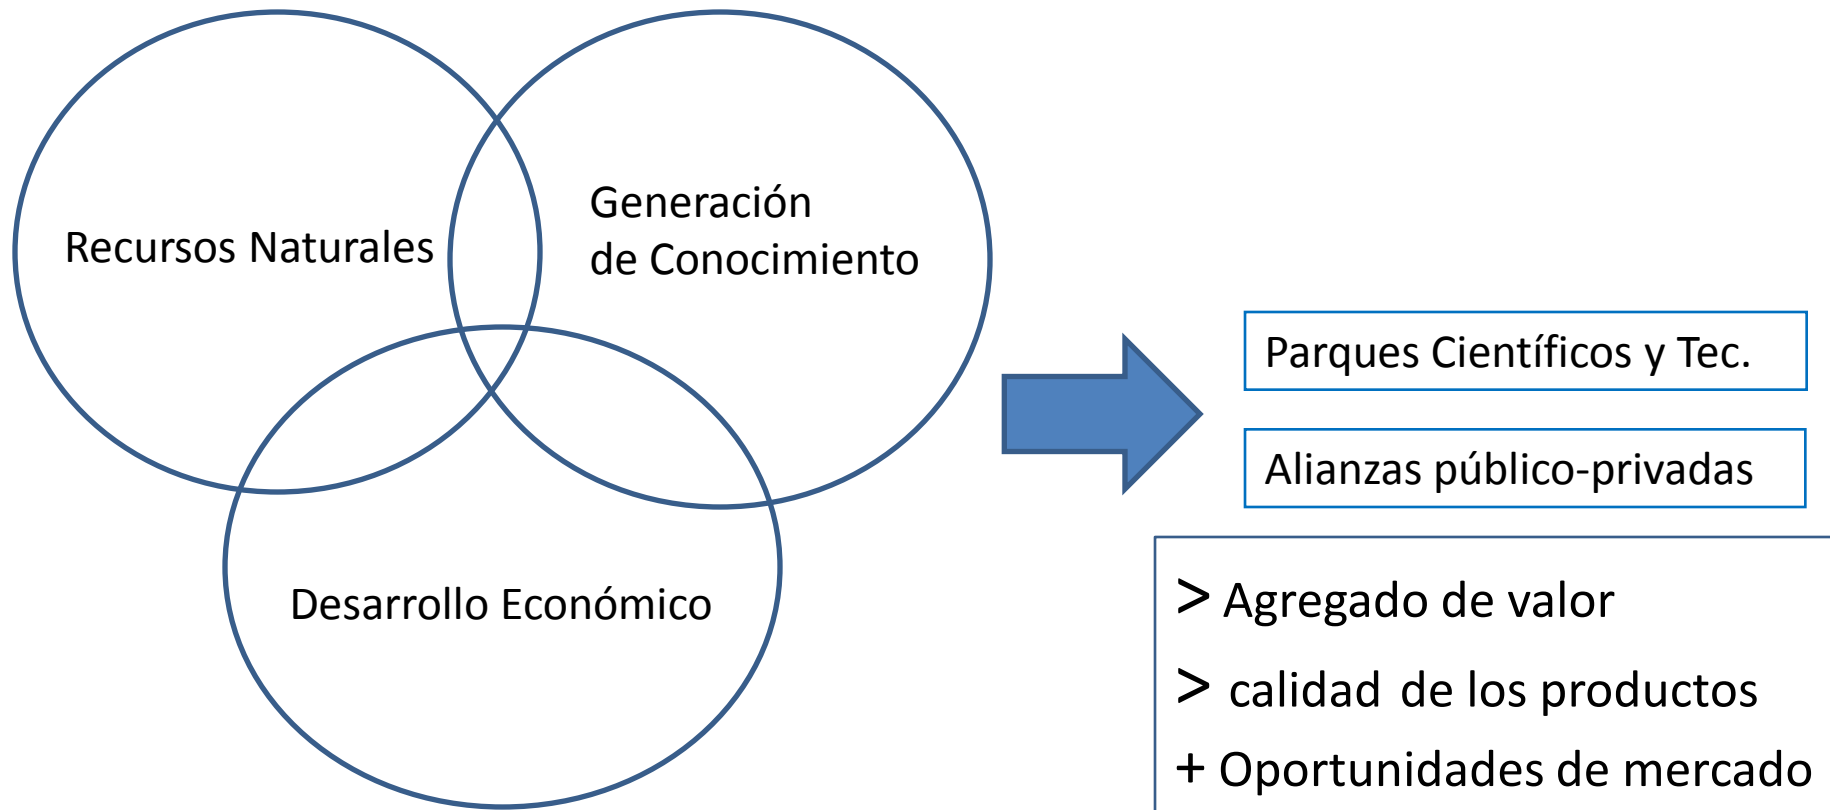 Recursos Naturales
Generación
de Conocimiento
Desarrollo Económico
Parques Científicos y Tec.
Alianzas público-privadas
> Agregado de valor
> calidad de los productos
+ Oportunidades de mercado